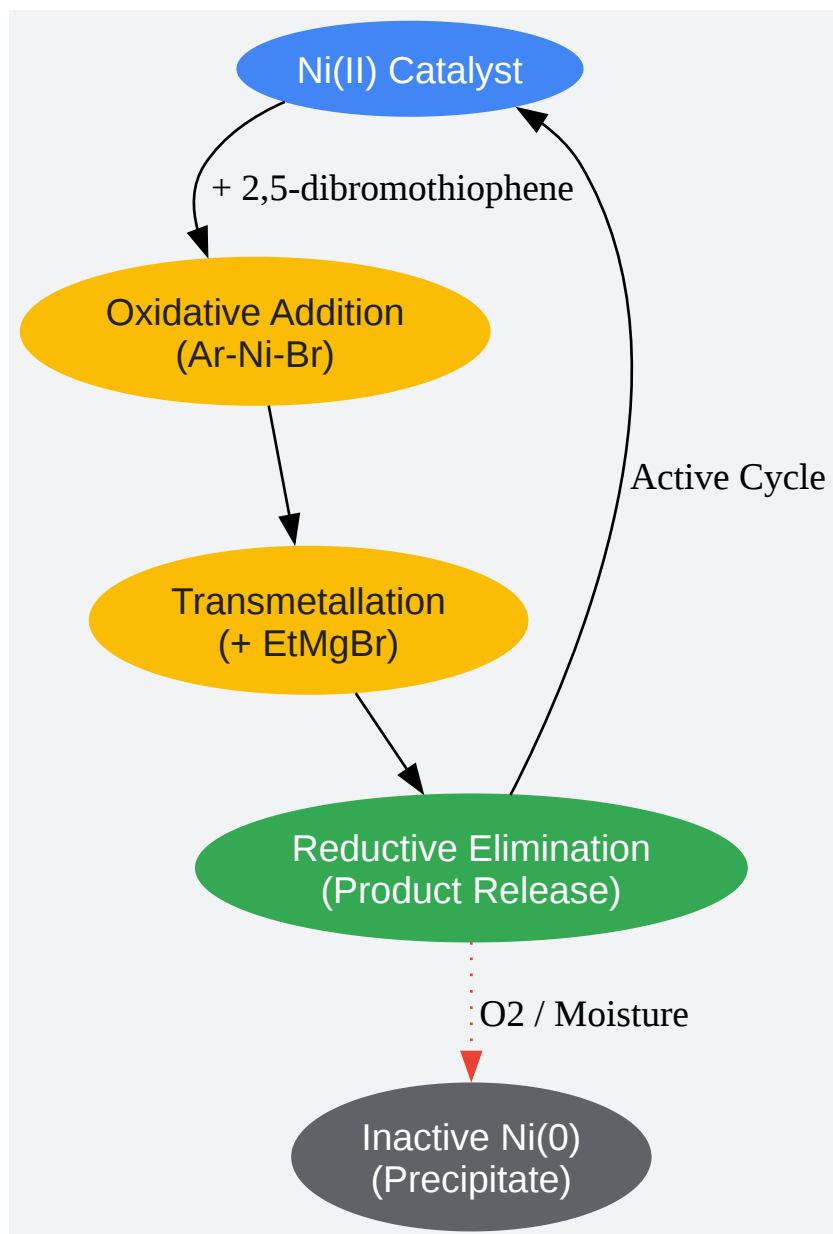 Ni(II) Catalyst
+ 2,5-dibromothiophene
Oxidative Addition
(Ar-Ni-Br)
Active Cycle
Transmetallation
(+ EtMgBr)
Reductive Elimination
(Product Release)
O2 / Moisture
Inactive Ni(0)
(Precipitate)